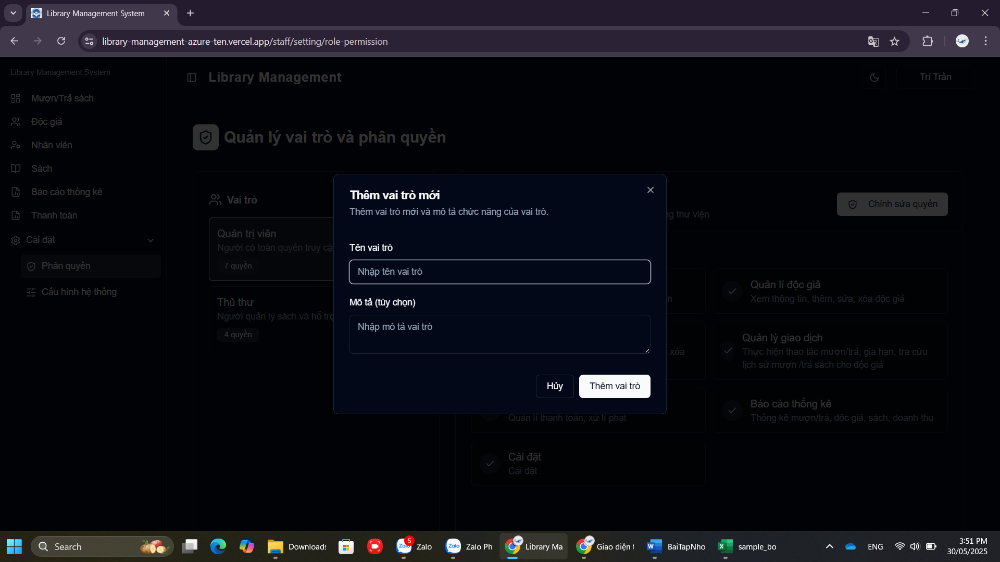 Library Management System
library-management-azure-ten.vercel.app/staff/setting/role-permission
Library Management System
Library Management
Trí Trần
Mượn/Trả sách
Độc giả
Nhân viên
Sách
Báo cáo thống kê
Thanh toán
Cài đặt
Phân quyền
Cấu hình hệ thống
Quản lý vai trò và phân quyền
Vai trò
Quản trị viên
Người có toàn quyền truy cậ
7 quyền
Thủ thư
Người quản lý sách và hỗ trợ
4 quyền
Thêm vai trò mới
Thêm vai trò mới và mô tả chức năng của vai trò.
Tên vai trò
Nhập tên vai trò
Mô tả (tùy chọn)
Nhập mô tả vai trò
Hủy
Thêm vai trò
ng thư viện
Chỉnh sửa quyền
n
Quản lí độc giả
Xem thông tin, thêm, sửa, xóa độc giả
xóa
Quản lý giao dịch
Thực hiện thao tác mượn/trả, gia hạn, tra cứu
lịch sử mượn /trả sách cho độc giả
Quản lí thanh toán, xử lí phạt
Báo cáo thống kê
Thống kê mượn/trả, độc giả, sách, doanh thu
Cài đặt
Cài đặt
Search
Downloads
5
Zalo
Zalo
Zalo
Zalo Ph
Library Ma
Giao diện t
BaiTapNho
sample_bo
ENG
3:51 PM
30/05/2025